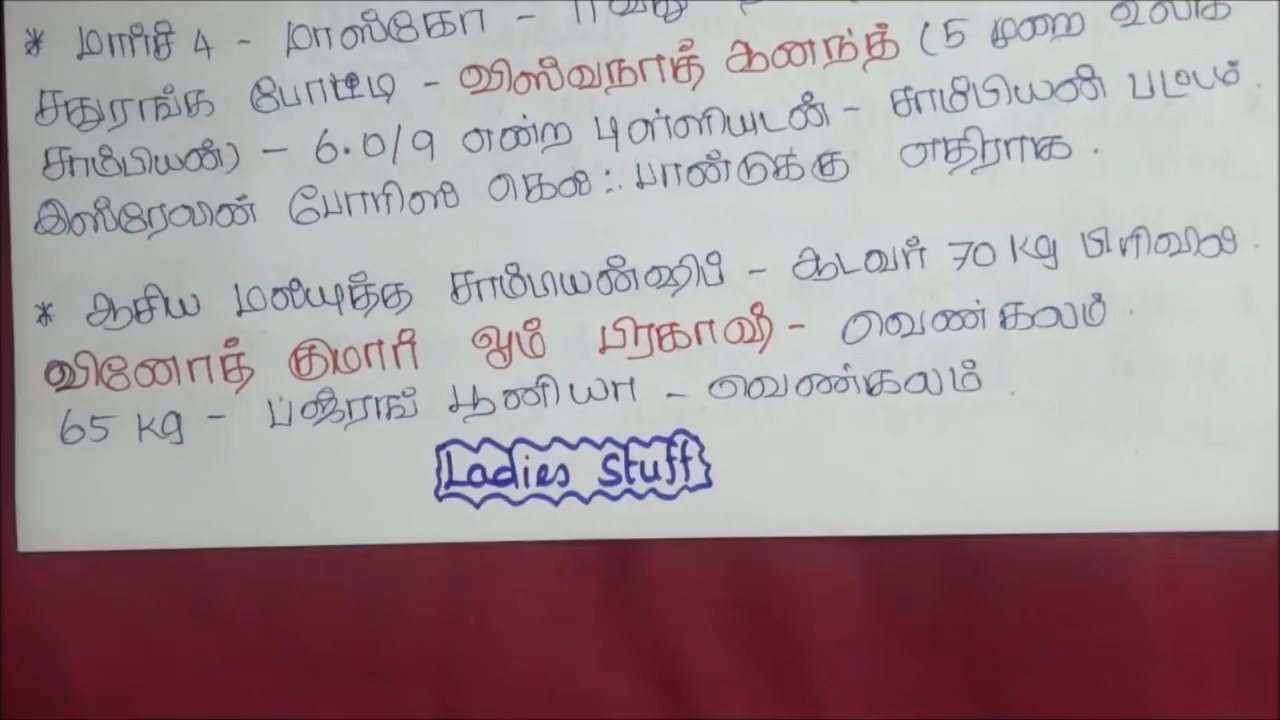 * மார்ச் 4 - மாஸ்கோ -
சதுரங்க போட்டி - விஸ்வநாத் ஆனந்த் (5 முறை உலக
சாம்பியன்) - 6.0/9 என்ற புள்ளியுடன் - சாம்பியன் பட்டம்.
இஸ்ரேலின் போரிஸ் கெல்ஃபாண்டுக்கு எதிராக.
* ஆசிய மல்யுத்த சாம்பியன்ஷிப் - ஆடவர் 70 kg பிரிவில்.
வினோத் குமார் ஓம் பிரகாஷ் - வெண்கலம்.
65 kg - பஜ்ரங் பூனியா - வெண்கலம்.
Ladies Stuff